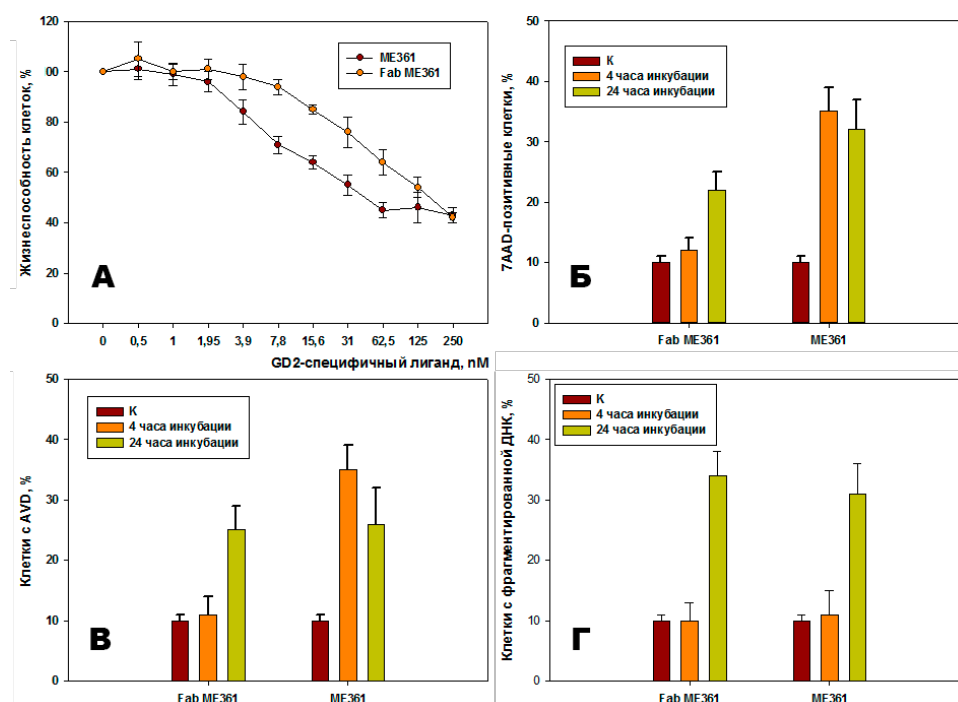 120
100
80
60
40
20
0
Жизнеспособность клеток, %
ME361
Fab ME361
А
0 0,5 1 1,95 3,9 7,8 15,6 31 62,5 125 250
GD2-специфичный лиганд, nM
50
40
30
20
10
0
7AAD-позитивные клетки, %
К
4 часа инкубации
24 часа инкубации
Б
Fab ME361 ME361
50
40
30
20
10
0
Клетки с AVD, %
К
4 часа инкубации
24 часа инкубации
В
Fab ME361 ME361
50
40
30
20
10
0
Клетки с фрагментированной ДНК, %
К
4 часа инкубации
24 часа инкубации
Г
Fab ME361 ME361